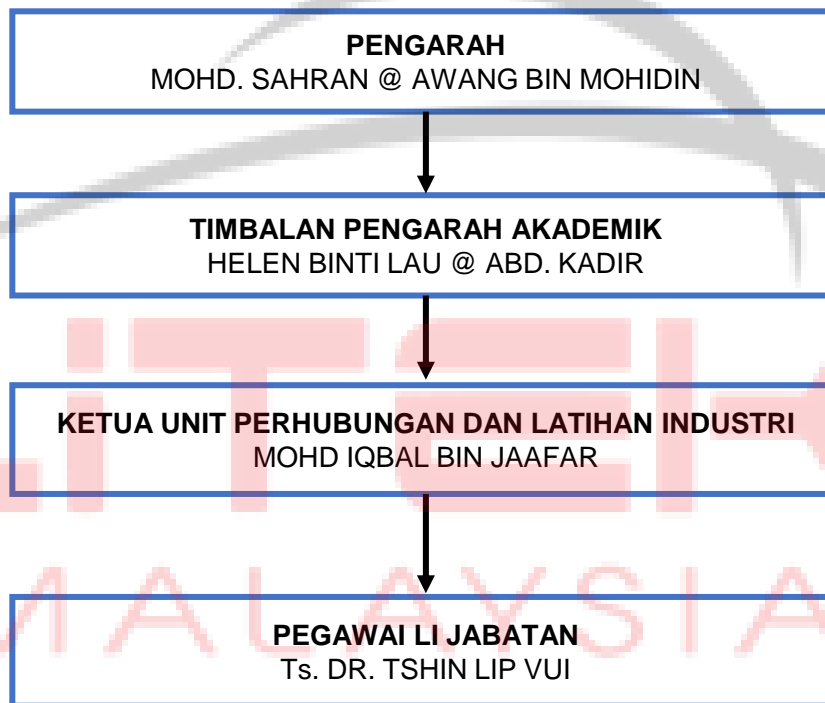 PENGARAH
MOHD. SAHRAN @ AWANG BIN MOHIDIN
TIMBALAN PENGARAH AKADEMIK
HELEN BINTI LAU @ ABD. KADIR
KETUA UNIT PERHUBUNGAN DAN LATIHAN INDUSTRI
MOHD IQBAL BIN JAAFAR
PEGAWAI LI JABATAN
Ts. DR. TSHIN LIP VUI
MALAYSIA